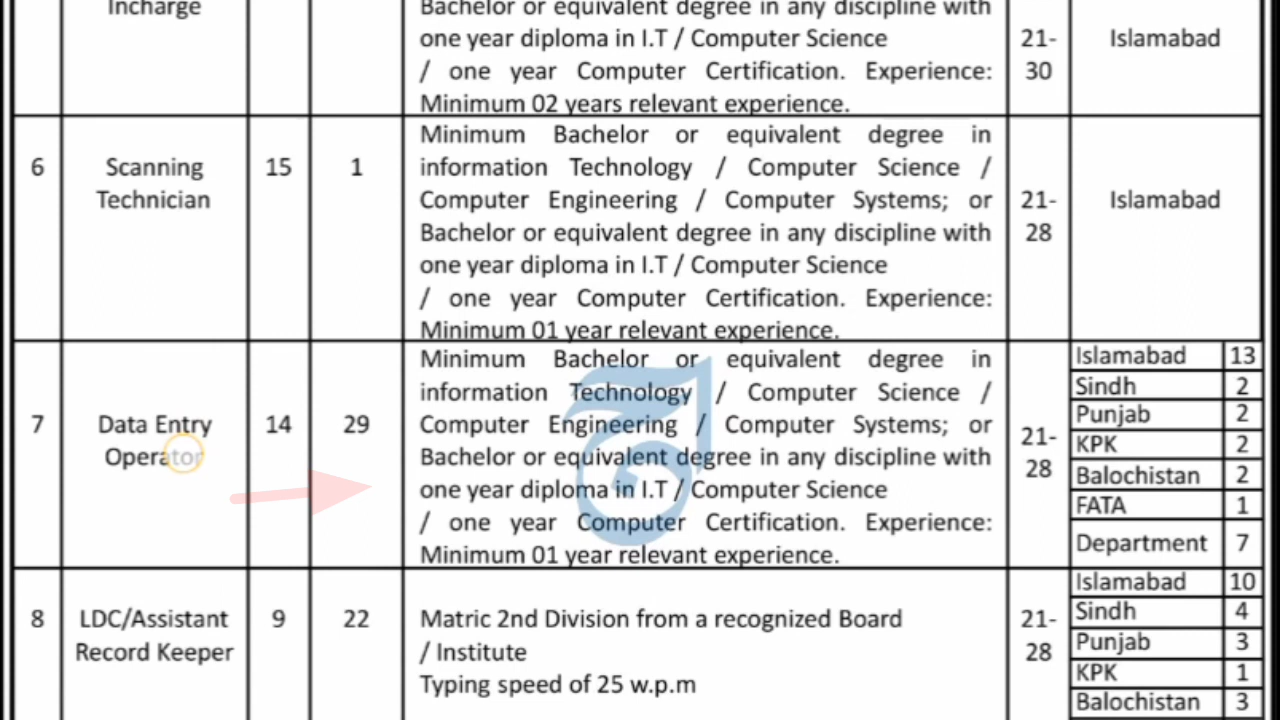 Incharge
Bachelor or equivalent degree in any discipline with
one year diploma in I.T / Computer Science
/ one year Computer Certification. Experience:
Minimum 02 years relevant experience.
21-
30
Islamabad
6
Scanning
Technician
15
1
Minimum Bachelor or equivalent degree in
information Technology / Computer Science /
Computer Engineering / Computer Systems; or
Bachelor or equivalent degree in any discipline with
one year diploma in I.T / Computer Science
/ one year Computer Certification. Experience:
Minimum 01 year relevant experience.
21-
28
Islamabad
7
Data Entry
Operator
14
29
Minimum Bachelor or equivalent degree in
information Technology / Computer Science /
Computer Engineering / Computer Systems; or
Bachelor or equivalent degree in any discipline with
one year diploma in I.T / Computer Science
/ one year Computer Certification. Experience:
Minimum 01 year relevant experience.
21-
28
Islamabad 13
Sindh 2
Punjab 2
KPK 2
Balochistan 2
FATA 1
Department 7
8
LDC/Assistant
Record Keeper
9
22
Matric 2nd Division from a recognized Board
/ Institute
Typing speed of 25 w.p.m
21-
28
Islamabad 10
Sindh 4
Punjab 3
KPK 1
Balochistan 3